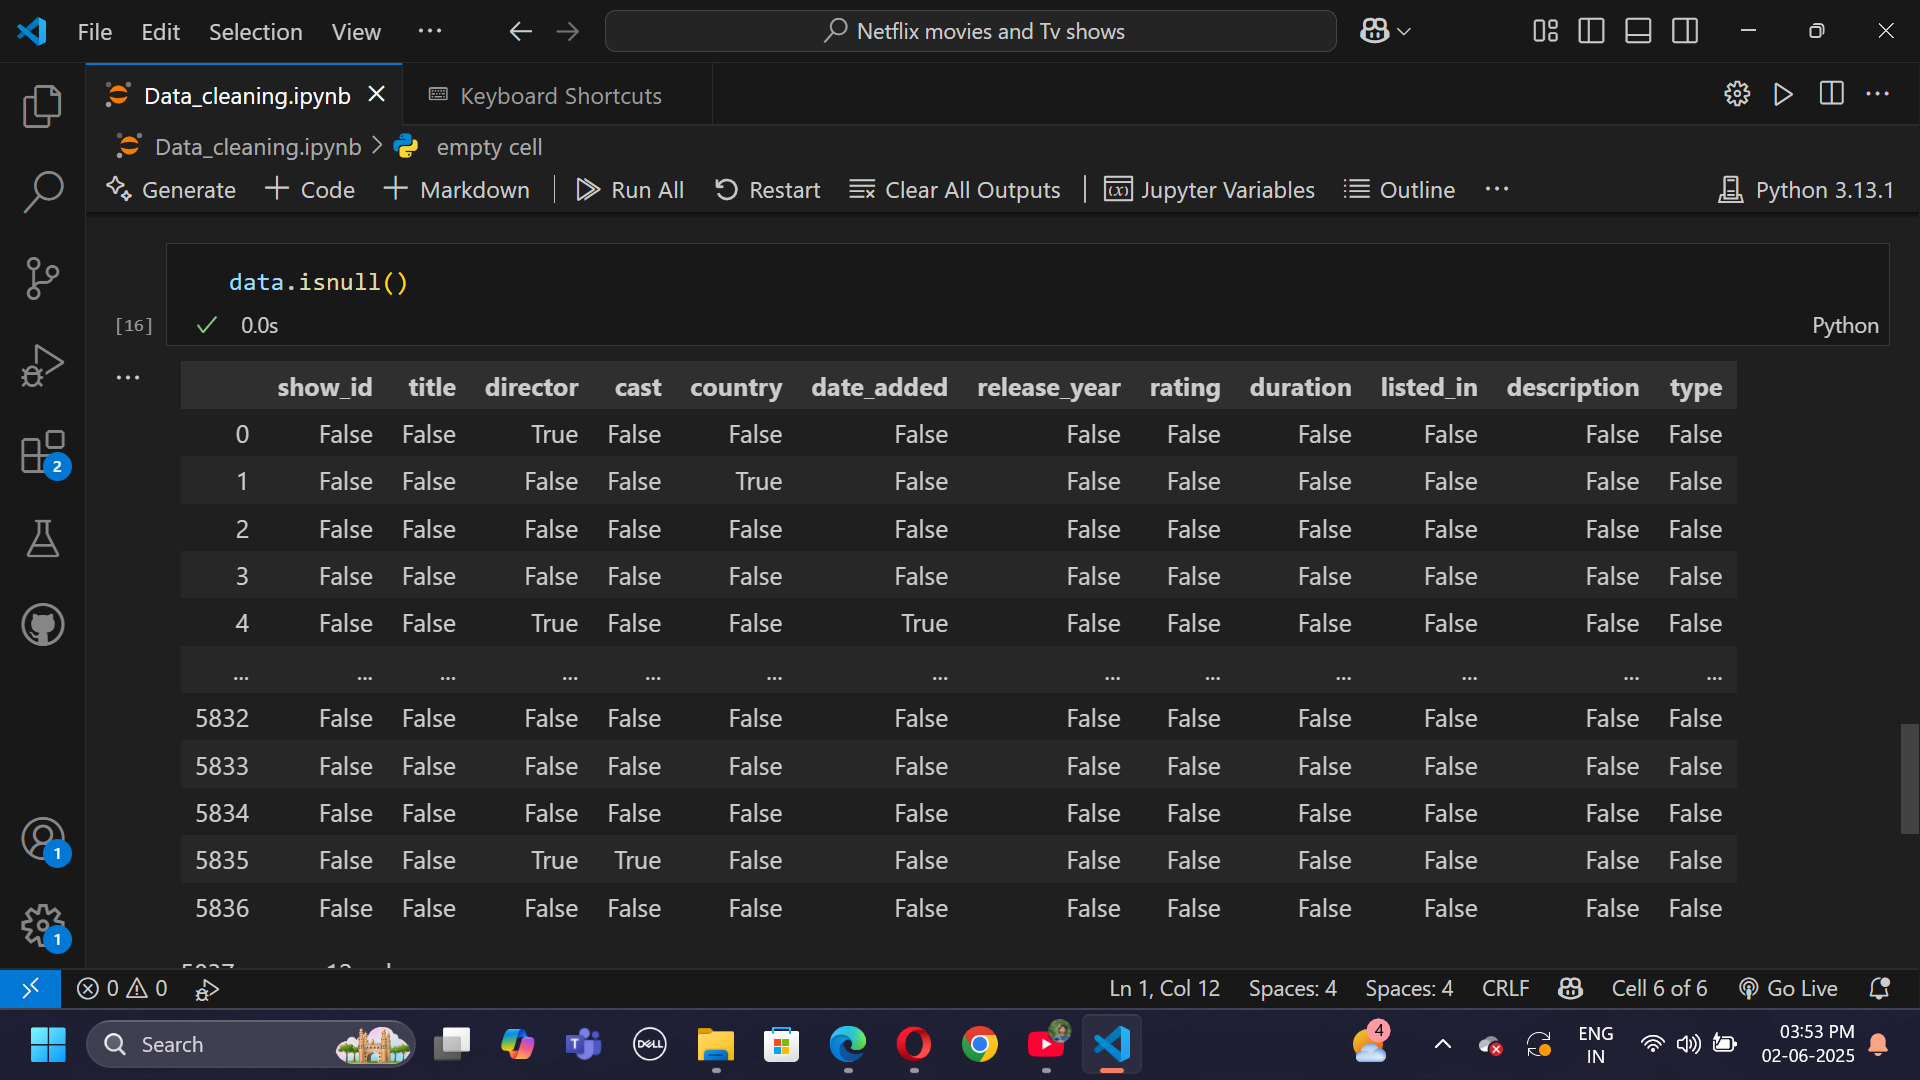 File Edit Selection View ··· Netflix movies and Tv shows
Data_cleaning.ipynb Keyboard Shortcuts
Data_cleaning.ipynb > empty cell
Generate + Code + Markdown Run All Restart Clear All Outputs Jupyter Variables Outline ··· Python 3.13.1
data.isnull()
[16] 0.0s Python
show_id title director cast country date_added release_year rating duration listed_in description type
0 False False True False False False False False False False False False
1 False False False False True False False False False False False False
2 False False False False False False False False False False False False
3 False False False False False False False False False False False False
4 False False True False False True False False False False False False
... ... ... ... ... ... ... ... ... ... ... ... ...
5832 False False False False False False False False False False False False
5833 False False False False False False False False False False False False
5834 False False False False False False False False False False False False
5835 False False True True False False False False False False False False
5836 False False False False False False False False False False False False
2
1
1
0 0 Ln 1, Col 12 Spaces: 4 Spaces: 4 CRLF Cell 6 of 6 Go Live
Search DELL 4 ENG IN 03:53 PM
02-06-2025